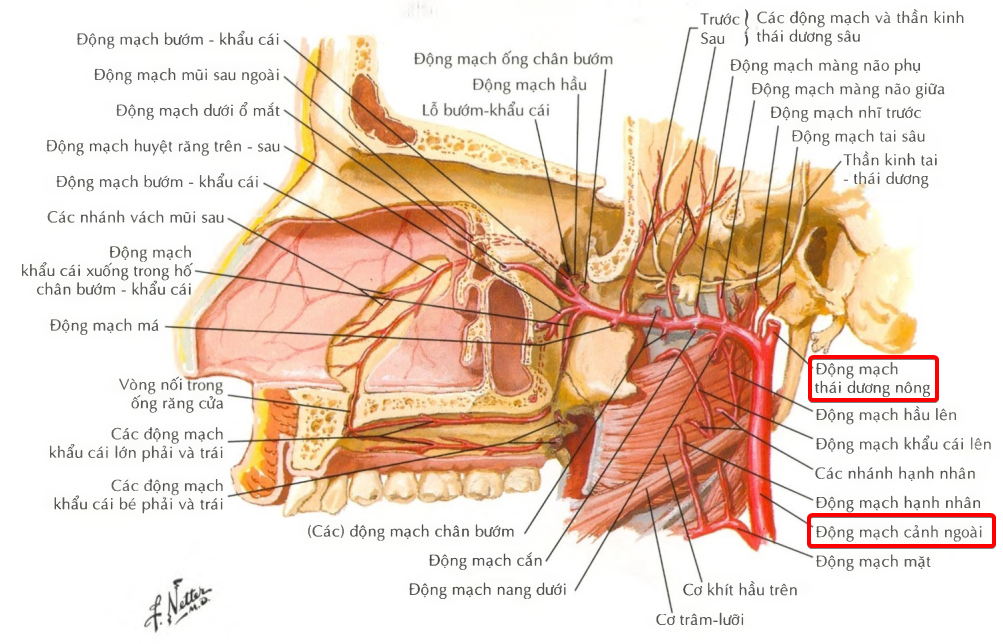 Động mạch bướm - khẩu cái
Động mạch mũi sau ngoài
Động mạch dưới ổ mắt
Động mạch huyệt răng trên - sau
Động mạch bướm - khẩu cái
Các nhánh vách mũi sau
Động mạch
khẩu cái xuống trong hố
chân bướm - khẩu cái
Động mạch má
Vòng nối trong
ống răng cửa
Các động mạch
khẩu cái lớn phải và trái
Các động mạch
khẩu cái bé phải và trái
Động mạch ống chân bướm
Động mạch hầu
Lỗ bướm-khẩu cái
Trước
Sau
Các động mạch và thần kinh
thái dương sâu
Động mạch màng não phụ
Động mạch màng não giữa
Động mạch nhĩ trước
Động mạch tai sâu
Thần kinh tai
- thái dương
Động mạch
thái dương nông
Động mạch hầu lên
Động mạch khẩu cái lên
Các nhánh hạnh nhân
Động mạch hạnh nhân
Động mạch cảnh ngoài
Động mạch mặt
(Các) động mạch chân bướm
Động mạch cắn
Động mạch nang dưới
Cơ khít hầu trên
Cơ trâm-lưỡi
F. Netter
M.D.